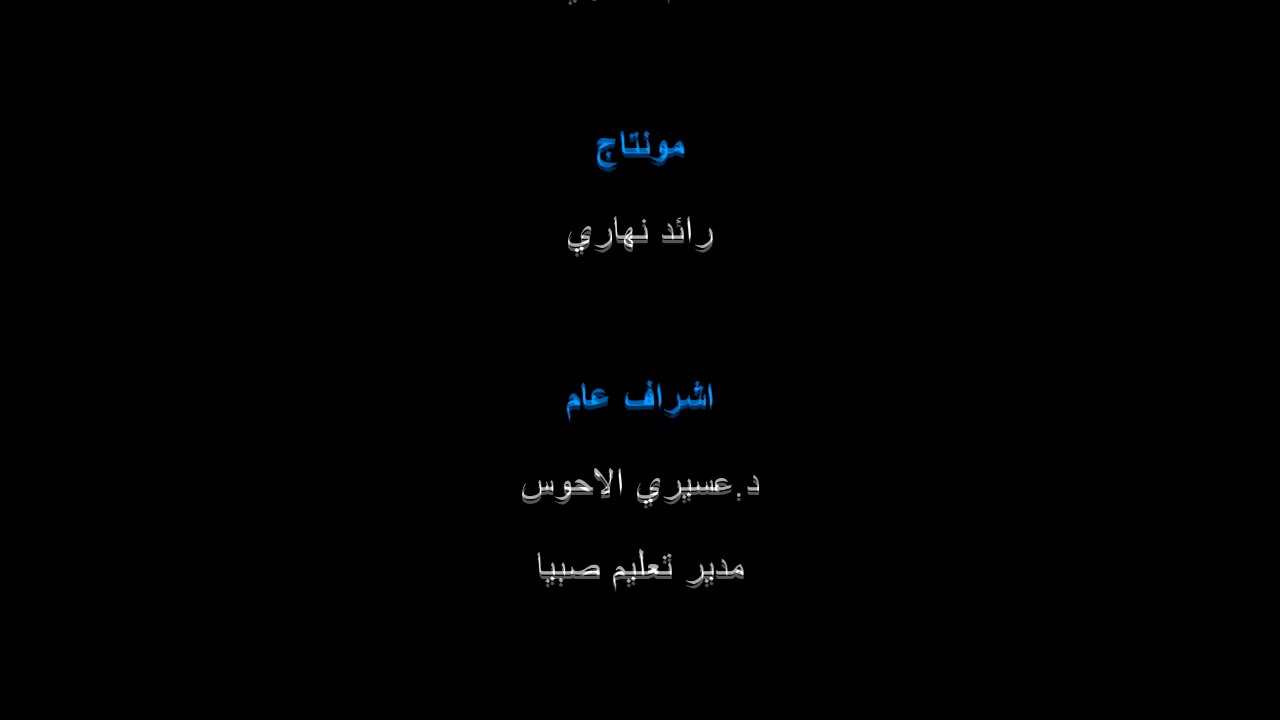 مونتاج
رائد نهاري
اشراف عام
د.عسيري الاحوس
مدير تعليم صبيا